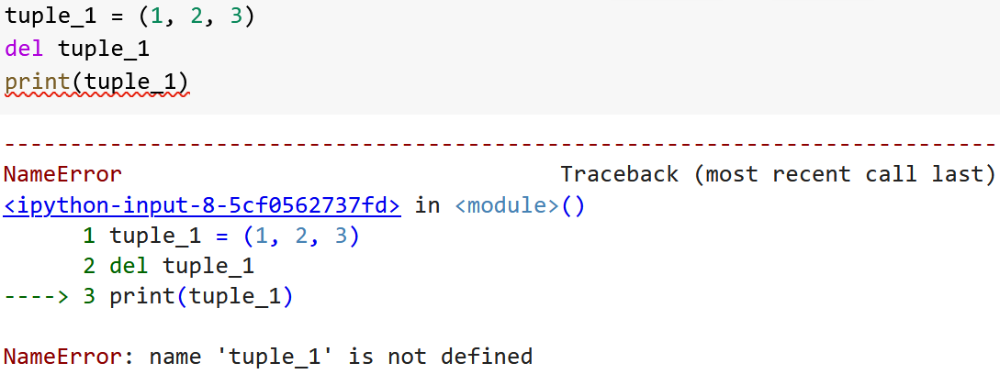 tuple_1 = (1, 2, 3)
del tuple_1
print(tuple_1)
---------------------------------------------------------------------------
NameError                                 Traceback (most recent call last)
<ipython-input-8-5cf0562737fd> in <module>()
      1 tuple_1 = (1, 2, 3)
      2 del tuple_1
----> 3 print(tuple_1)
NameError: name 'tuple_1' is not defined